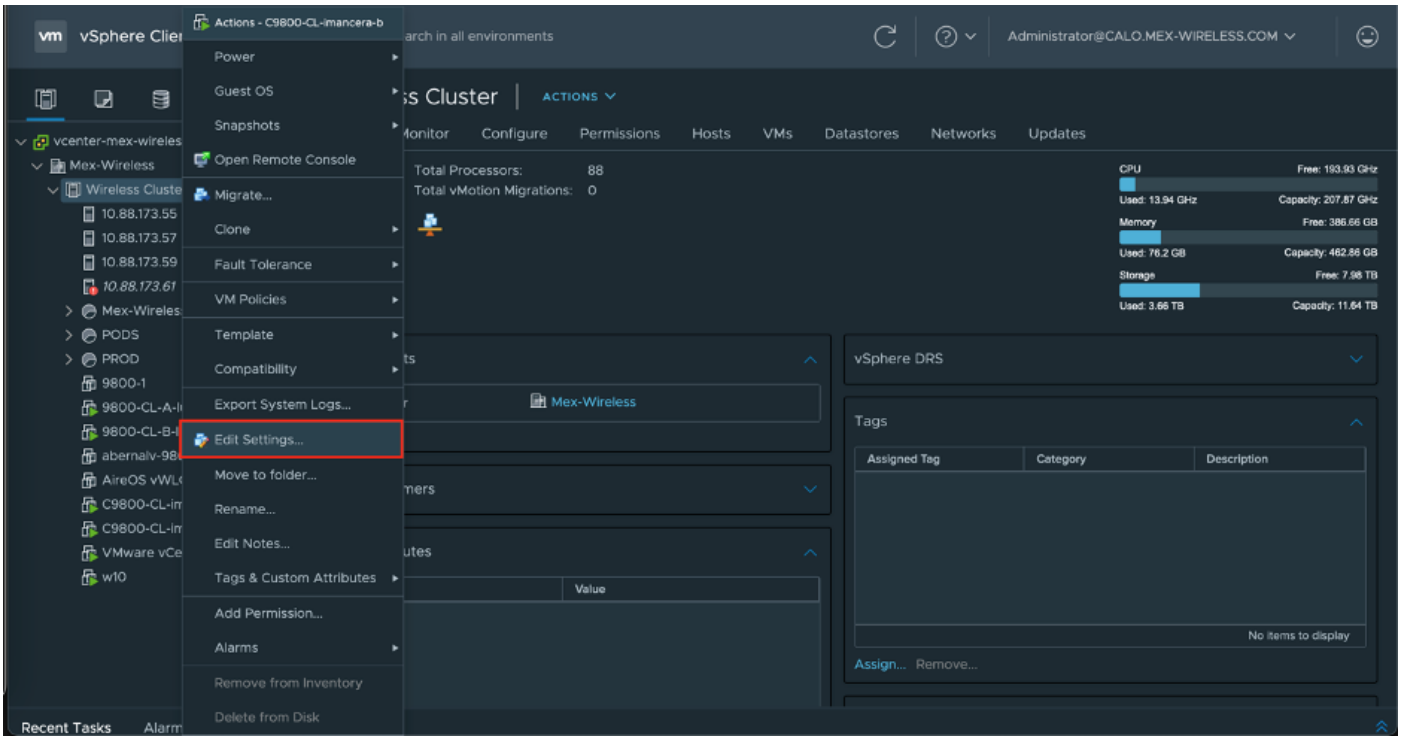 vm vSphere Clier
arch in all environments
Administrator@CALO.MEX-WIRELESS.COM
Actions - C9800-CL-imancera-b
Power
Guest OS
Snapshots
Open Remote Console
Migrate...
Clone
Fault Tolerance
VM Policies
Template
Compatibility
Export System Logs...
Edit Settings...
Move to folder...
Rename...
Edit Notes...
Tags & Custom Attributes
Add Permission...
Alarms
Remove from Inventory
Delete from Disk
vcenter-mex-wireles
Mex-Wireless
Wireless Cluste
10.88.173.55
10.88.173.57
10.88.173.59
10.88.173.61
Mex-Wireles
PODS
PROD
9800-1
9800-CL-A-
9800-CL-B-
abernalv-98
AireOS vWL
C9800-CL-im
C9800-CL-im
VMware vCe
w10
ss Cluster ACTIONS
Monitor Configure Permissions Hosts VMs Datastores Networks Updates
Total Processors: 88
Total vMotion Migrations: 0
CPU Free: 193.93 GHz
Used: 13.94 GHz Capacity: 207.87 GHz
Memory Free: 386.66 GB
Used: 76.2 GB Capacity: 462.86 GB
Storage Free: 7.98 TB
Used: 3.66 TB Capacity: 11.64 TB
ts
r Mex-Wireless
mers
utes
Value
vSphere DRS
Tags
Assigned Tag Category Description
No items to display
Assign... Remove...
Recent Tasks Alarm